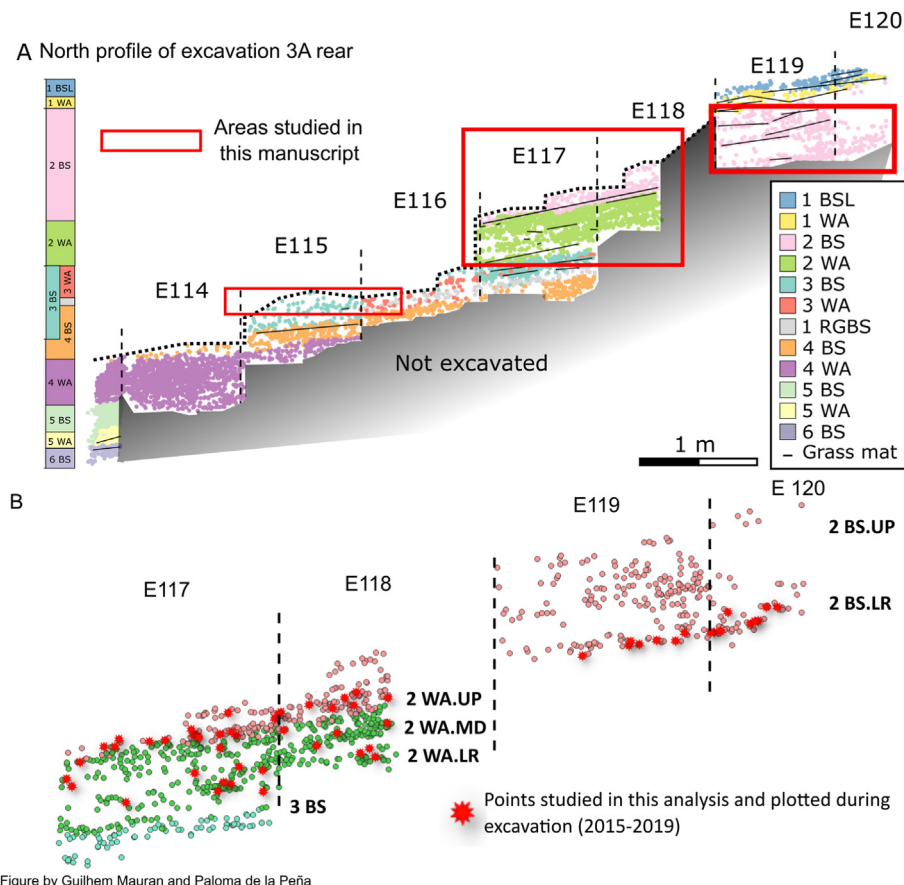 E120
A North profile of excavation 3A rear
E119
1 BSL
1 WA
Areas studied in
this manuscript
E118
2 BS
E117
E116
1 BSL
1 WA
2 BS
2 WA
3 BS
3 WA
1 RGBS
4 BS
4 WA
5 BS
5 WA
6 BS
Grass mat
2 WA
E115
3 WA
3 BS
4 BS
E114
Not excavated
4 WA
5 BS
5 WA
6 BS
1 m
B
E 120
E119
2 BS.UP
E117
E118
2 BS.LR
2 WA.UP
2 WA.MD
2 WA.LR
3 BS
Points studied in this analysis and plotted during
excavation (2015-2019)
Figure by Guilhem Mauran and Paloma de la Peña